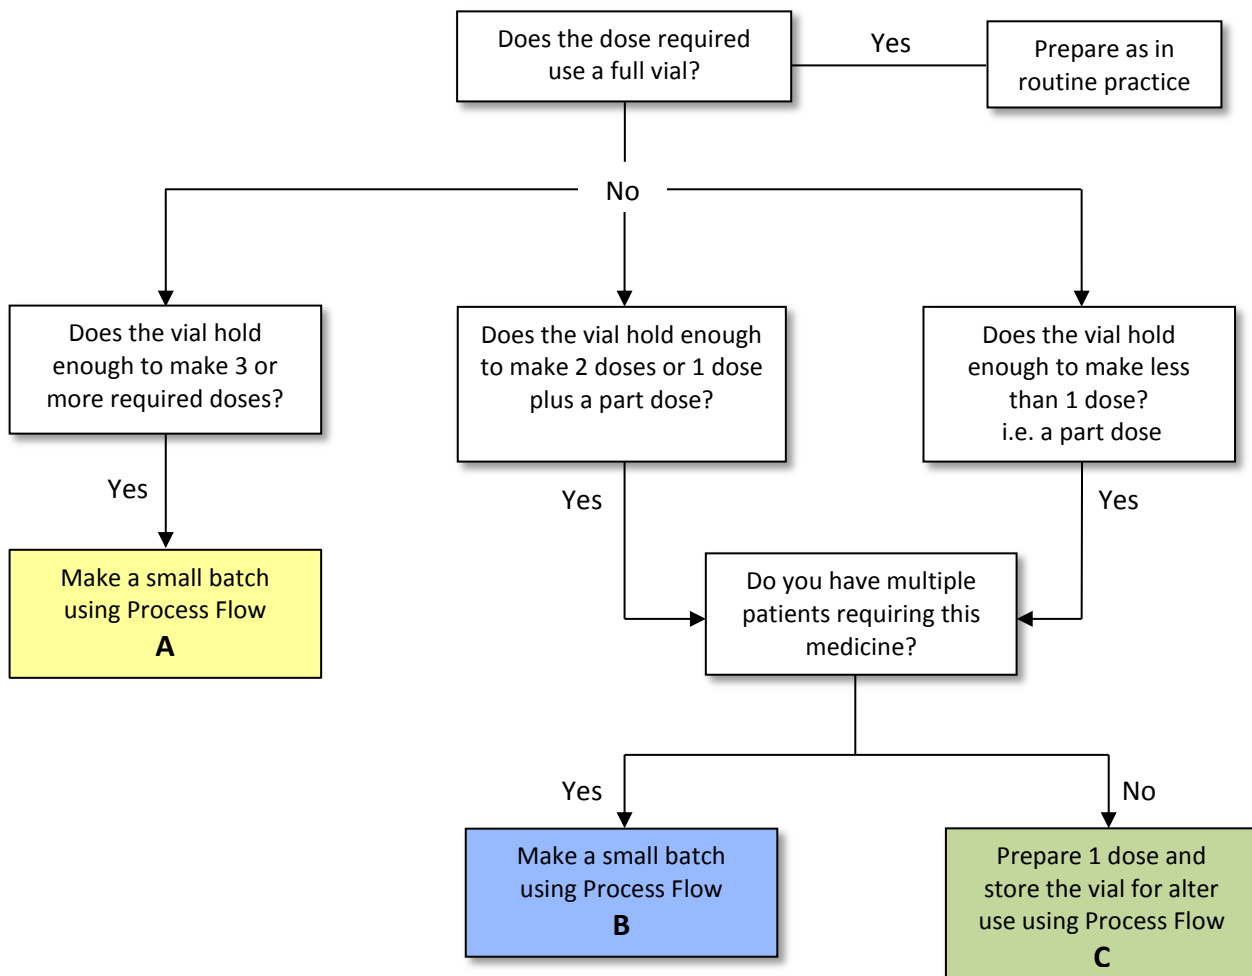 Does the dose required
use a full vial?
Yes
Prepare as in
routine practice
No
Does the vial hold
enough to make 3 or
more required doses?
Does the vial hold enough
to make 2 doses or 1 dose
plus a part dose?
Does the vial hold
enough to make less
than 1 dose?
i.e. a part dose
Yes
Yes
Yes
Make a small batch
using Process Flow
A
Do you have multiple
patients requiring this
medicine?
Yes
No
Make a small batch
using Process Flow
B
Prepare 1 dose and
store the vial for alter
use using Process Flow
C